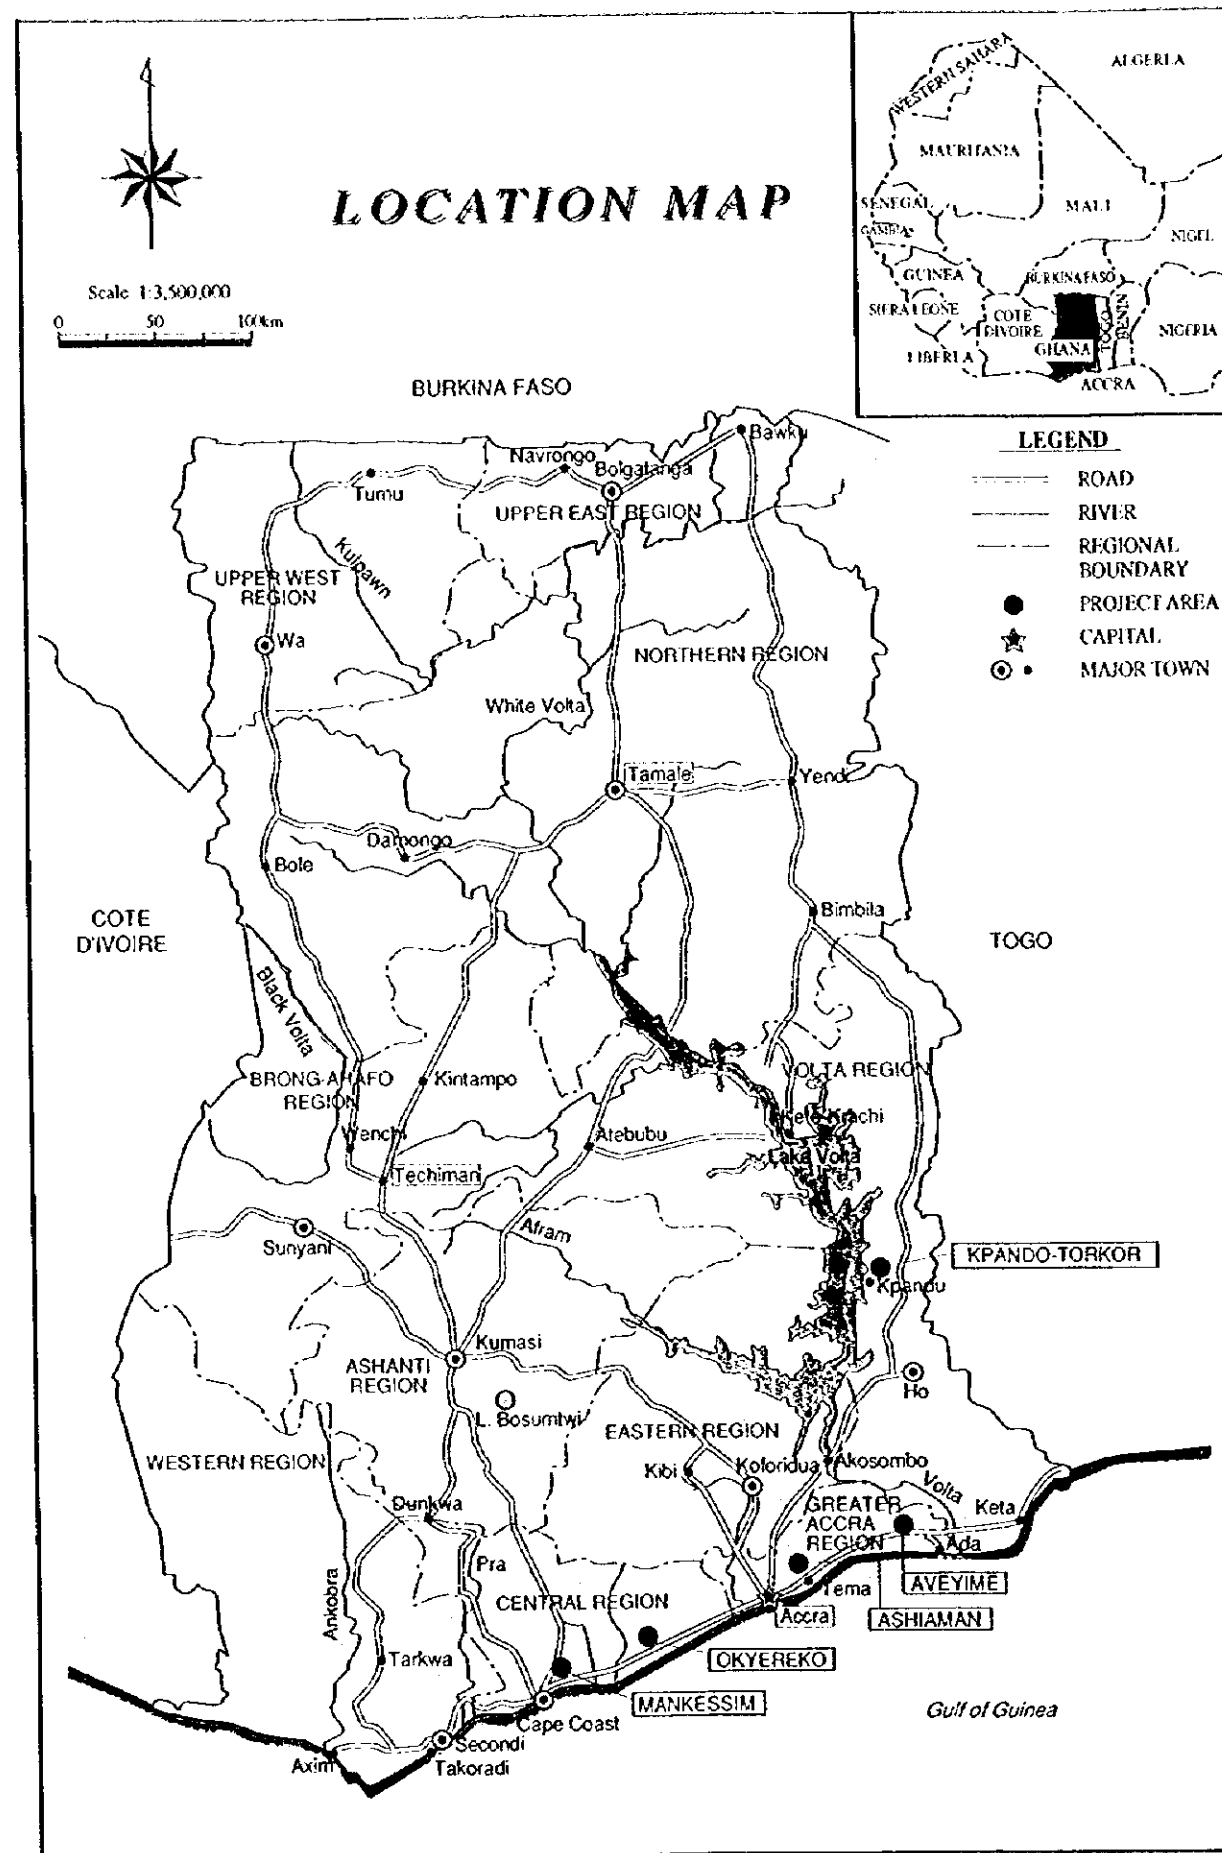 LOCATION MAP
Scale 1:3,500,000
0 50 100km
WESTERN SAHARA
ALGERIA
MAURITANIA
SENEGAL
GAMBIA
MALI
NIGEL
GUINEA
BURKINA FASO
SIERA LEONE
COTE
D'IVOIRE
TOGO
BENIN
NIGERIA
LIBERIA
GHANA
ACCRA
BURKINA FASO
LEGEND
ROAD
RIVER
REGIONAL
BOUNDARY
PROJECT AREA
CAPITAL
MAJOR TOWN
Bawku
Navrongo
Bolgatanga
Tumu
UPPER EAST REGION
Kulpawn
UPPER WEST
REGION
Wa
NORTHERN REGION
White Volta
Tamale
Yendi
Damongo
Bole
Bimbila
COTE
D'IVOIRE
TOGO
Black Volta
BRONG-AHAFO
REGION
Kintampo
VOLTA REGION
Kete Krachi
Wenchi
Atebubu
Lake Volta
Techiman
Afram
Sunyani
KPANDO-TORKOR
Kpandu
Kumasi
ASHANTI
REGION
Ho
L. Bosumtwi
EASTERN REGION
WESTERN REGION
Kibi
Koforidua
Akosombo
Volta
Keta
Dunkwa
GREATER
ACCRA
REGION
Ada
Pra
Ankobra
Tema
AVEYIME
CENTRAL REGION
Accra
ASHIAMAN
OKYEREKO
Tarkwa
MANKESSIM
Cape Coast
Gulf of Guinea
Secondi
Axim
Takoradi